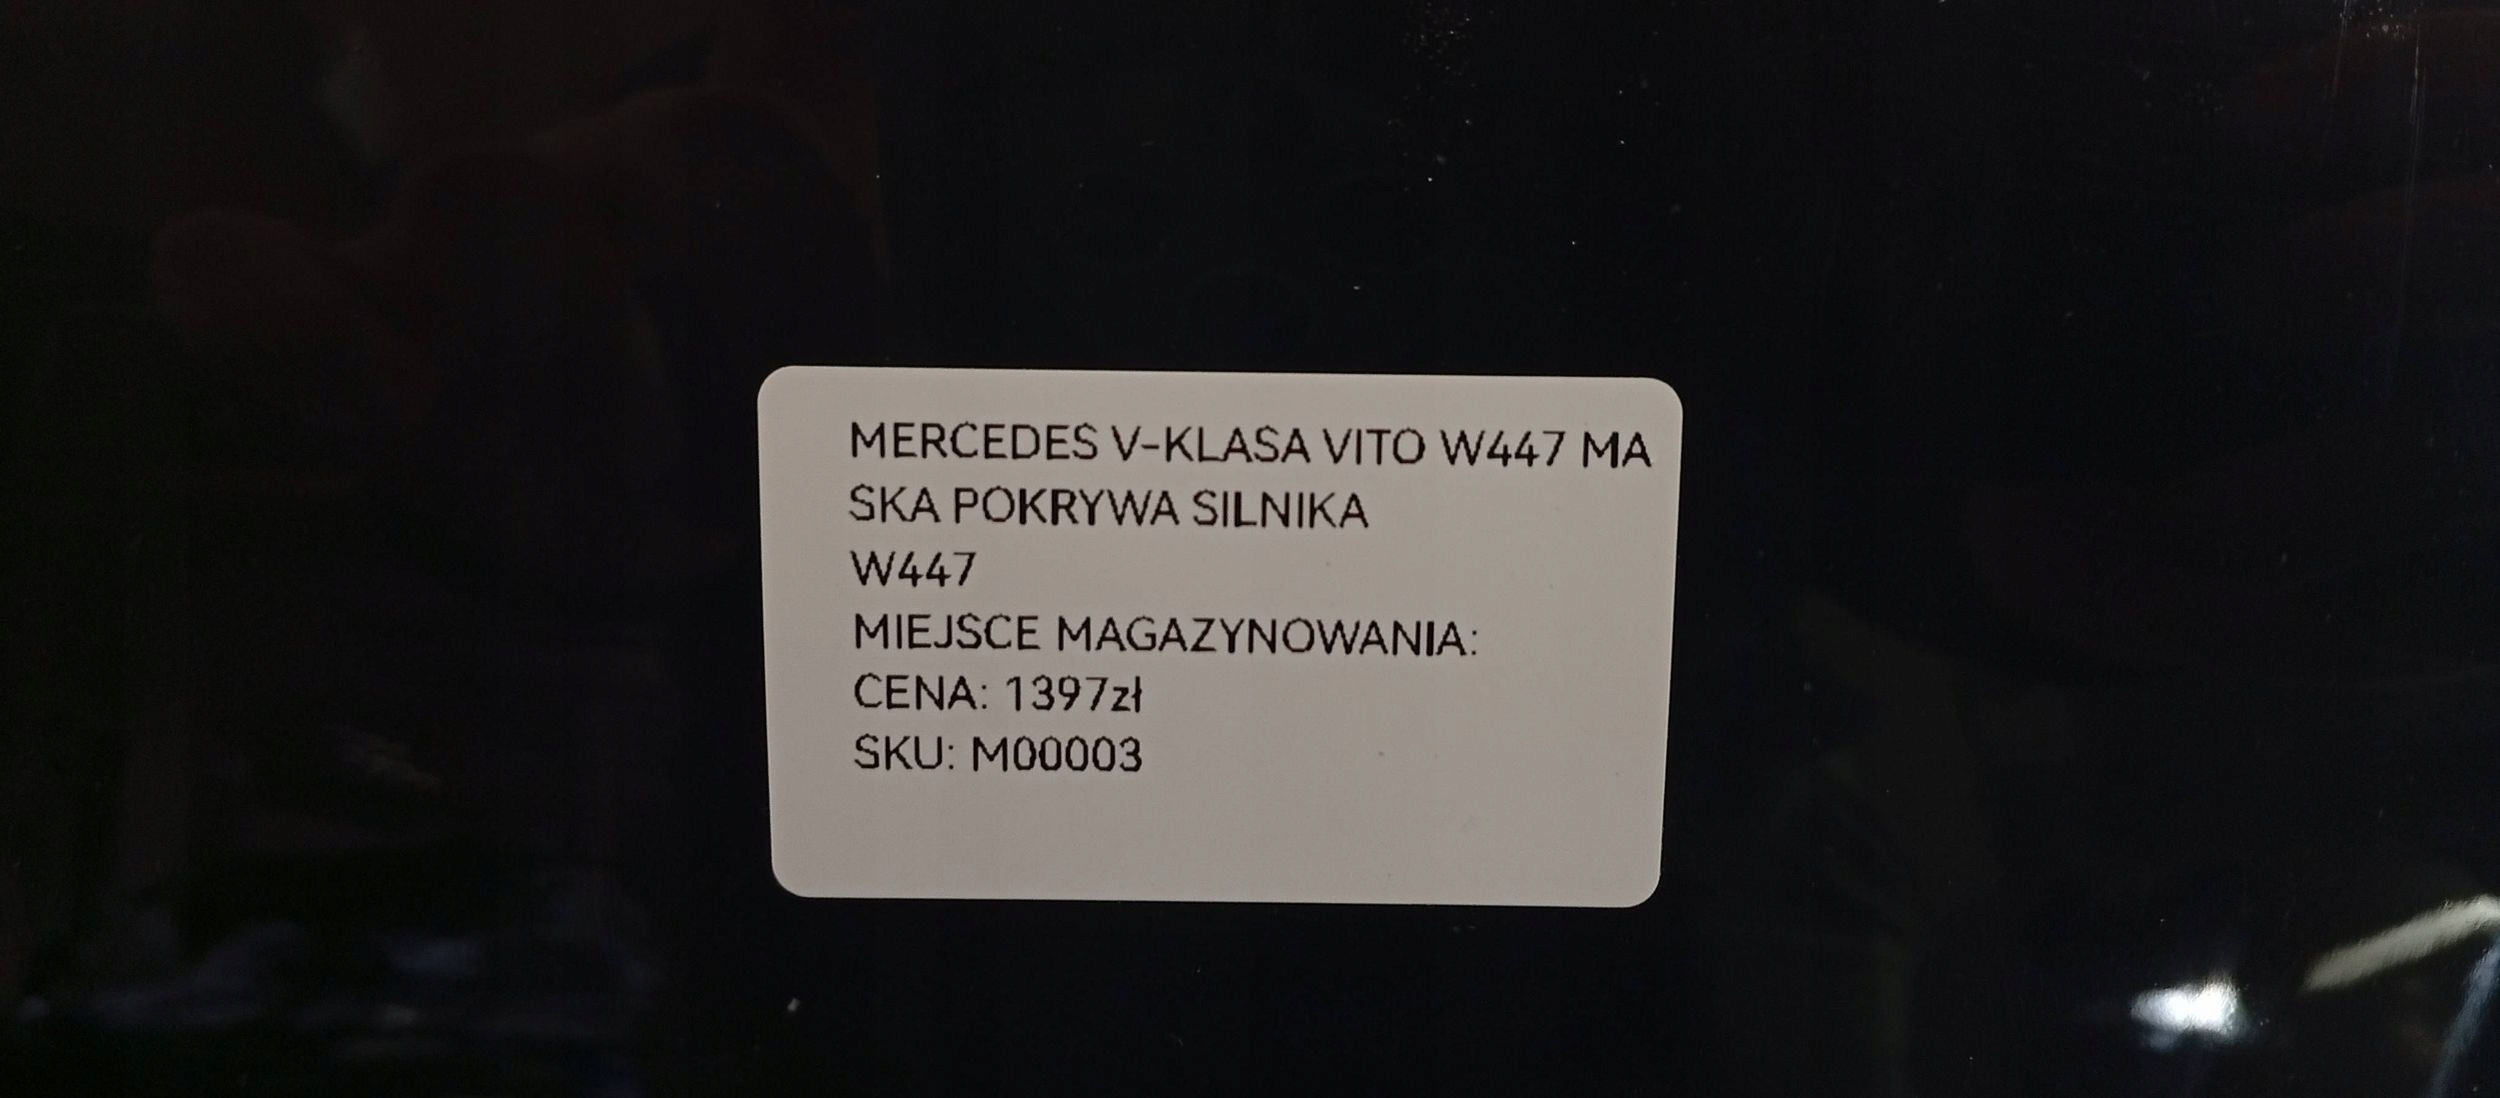 MERCEDES V-KLASA VITO W447 MA
SKA POKRYWA SILNIKA
W447
MIEJSCE MAGAZYNOWANIA:
CENA: 1397zł
SKU: M00003